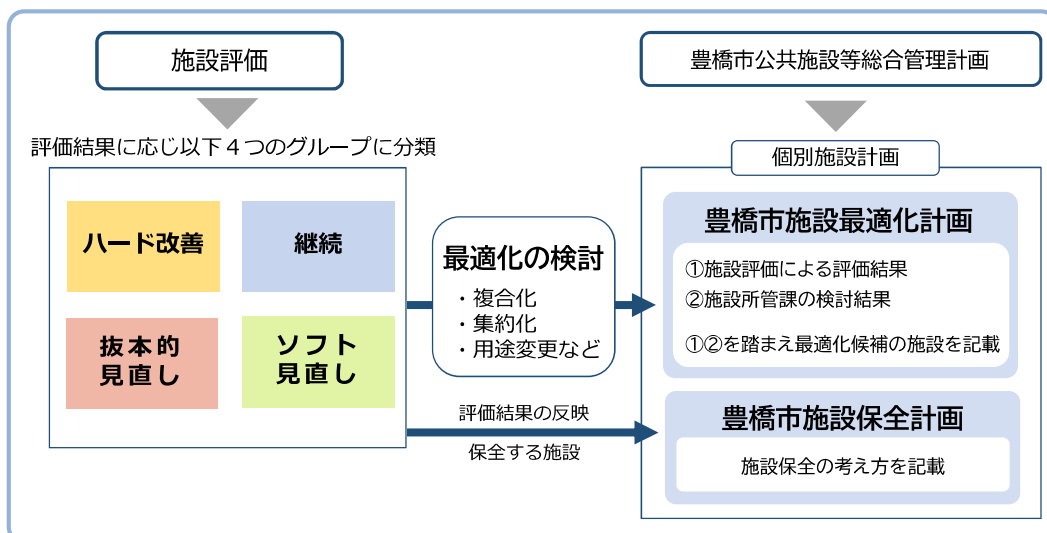 施設評価
評価結果に応じ以下４つのグループに分類
ハード改善
継続
抜本的
見直し
ソフト
見直し
最適化の検討
・複合化
・集約化
・用途変更など
評価結果の反映
保全する施設
豊橋市公共施設等総合管理計画
個別施設計画
豊橋市施設最適化計画
①施設評価による評価結果
②施設所管課の検討結果
①②を踏まえ最適化候補の施設を記載
豊橋市施設保全計画
施設保全の考え方を記載